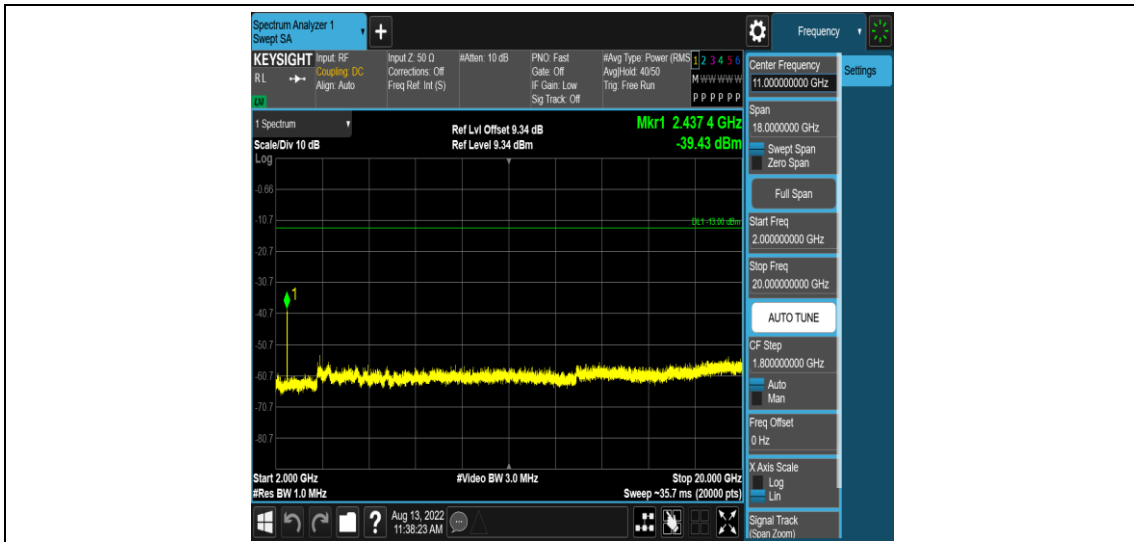 Spectrum Analyzer 1
Swept SA
+
Frequency
KEYSIGHT
RL
LM
Input: RF
Coupling: DC
Align: Auto
Input Z: 50 Ω
Corrections: Off
Freq Ref: Int (S)
#Atten: 10 dB
PNO: Fast
Gate: Off
IF Gain: Low
Sig Track: Off
#Avg Type: Power (RMS
Avg|Hold: 40/50
Trig: Free Run
1 2 3 4 5 6
M W W W W W
P P P P P P
Center Frequency
11.000000000 GHz
Settings
Span
18.0000000 GHz
Swept Span
Zero Span
Full Span
Start Freq
2.000000000 GHz
Stop Freq
20.000000000 GHz
AUTO TUNE
CF Step
1.800000000 GHz
Auto
Man
Freq Offset
0 Hz
X Axis Scale
Log
Lin
Signal Track
(Span Zoom)
1 Spectrum
Scale/Div 10 dB
Log
Ref Lvl Offset 9.34 dB
Ref Level 9.34 dBm
Mkr1 2.437 4 GHz
-39.43 dBm
-0.66
-10.7
DL1 -13.00 dBm
-20.7
-30.7
1
-40.7
-50.7
-60.7
-70.7
-80.7
Start 2.000 GHz
#Res BW 1.0 MHz
#Video BW 3.0 MHz
Stop 20.000 GHz
Sweep ~35.7 ms (20000 pts)
?
Aug 13, 2022
11:38:23 AM